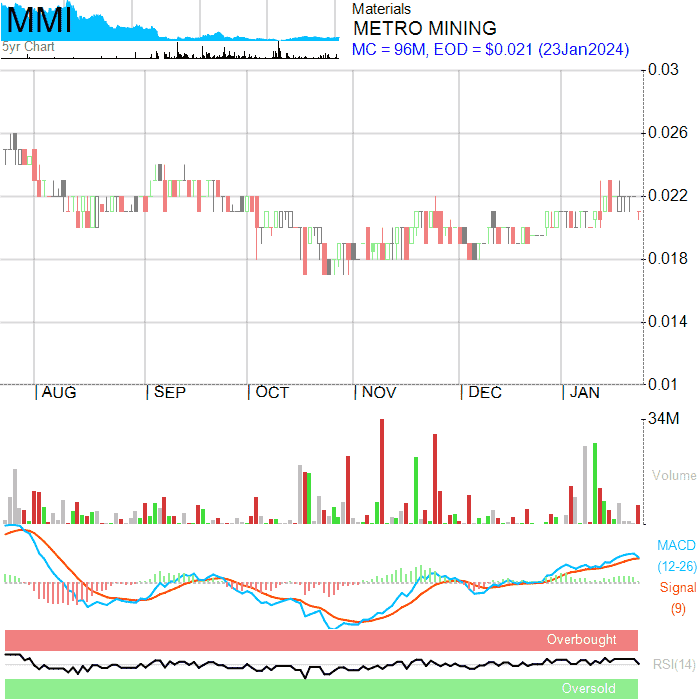 MMI
5yr Chart
Materials
METRO MINING
MC = 96M, EOD = $0.021 (23Jan2024)
0.03
0.026
0.022
0.018
0.014
0.01
AUG SEP OCT NOV DEC JAN
34M
Volume
MACD
(12-26)
Signal
(9)
Overbought
RSI(14)
Oversold